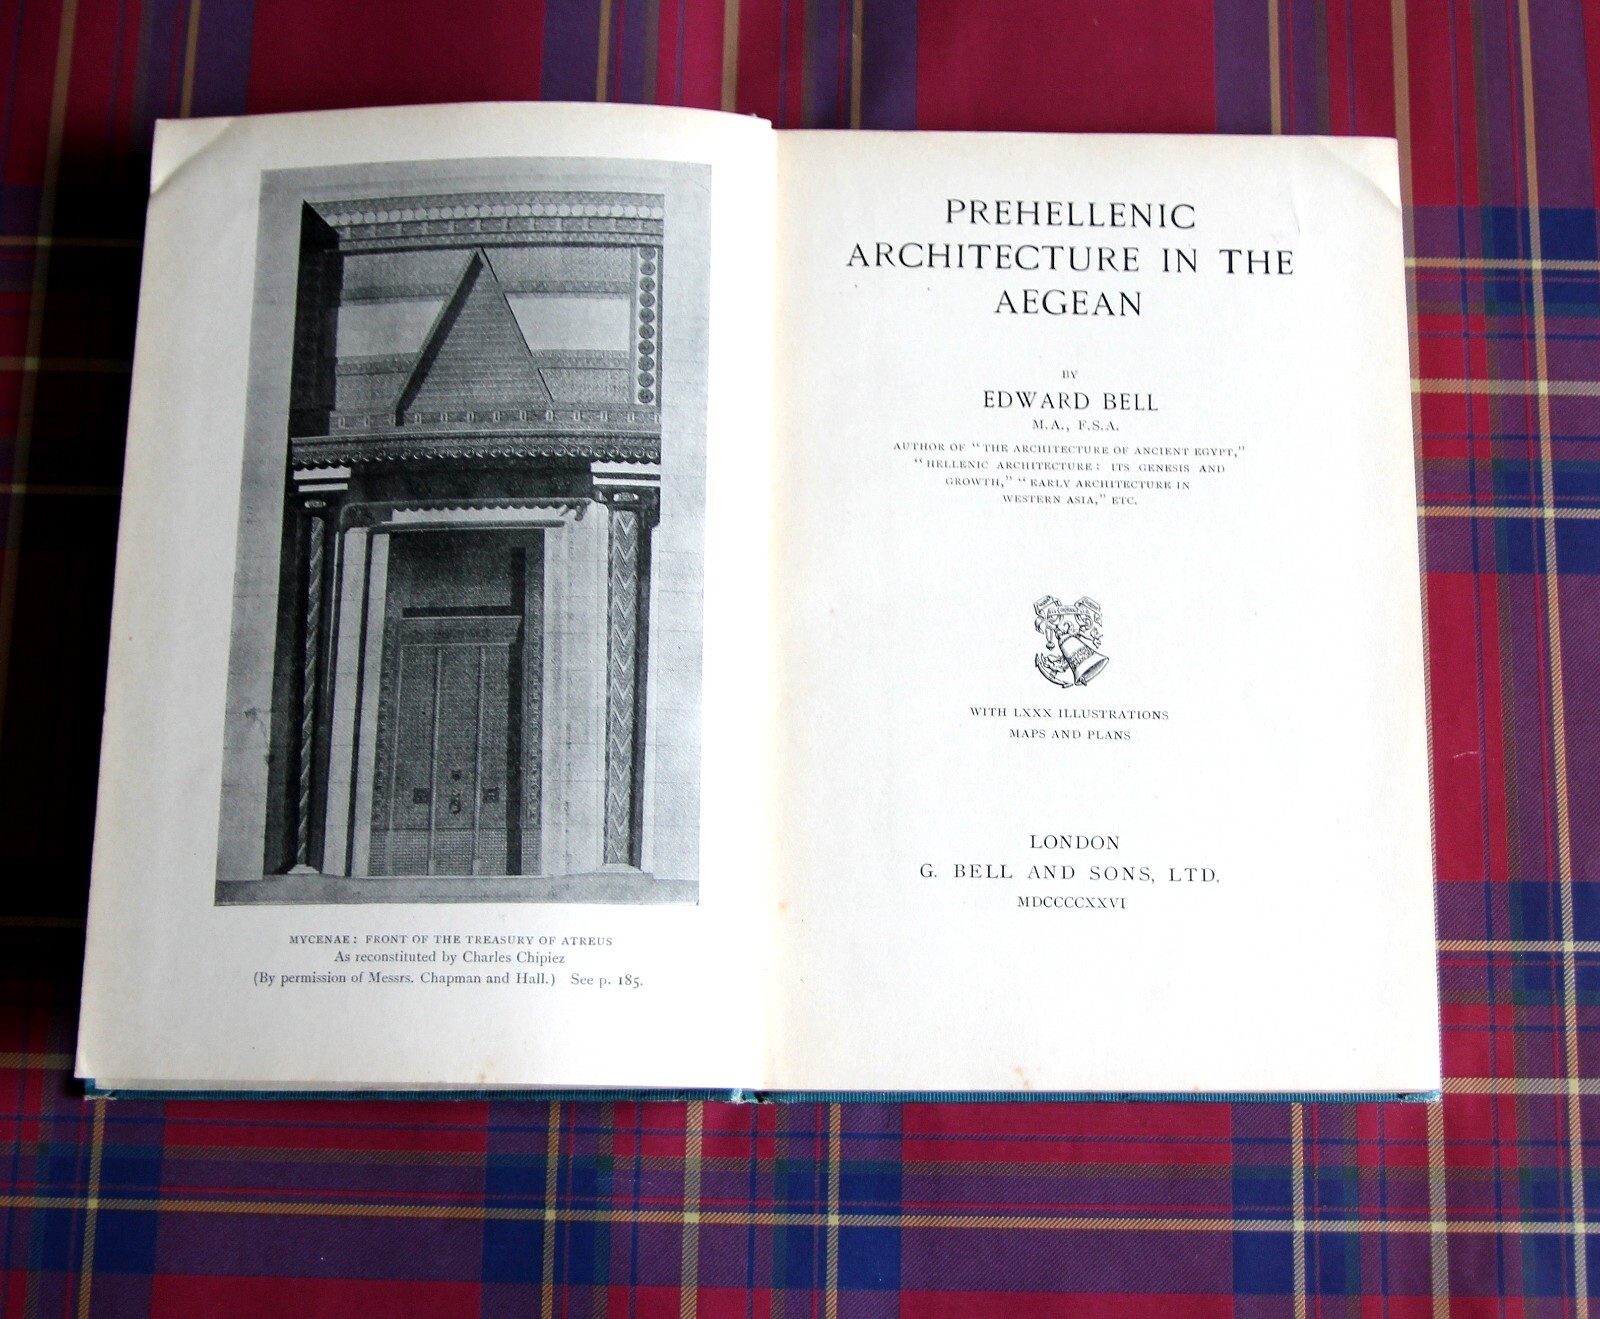 MYCENAE: FRONT OF THE TREASURY OF ATREUS
As reconstituted by Charles Chipiez
(By permission of Messrs. Chapman and Hall.) See p. 185.
PREHELLENIC
ARCHITECTURE IN THE
AEGEAN
BY
EDWARD BELL
M.A., F.S.A.
AUTHOR OF "THE ARCHITECTURE OF ANCIENT EGYPT,"
"HELLENIC ARCHITECTURE: ITS GENESIS AND
GROWTH," "EARLY ARCHITECTURE IN
WESTERN ASIA," ETC.
WITH LXXX ILLUSTRATIONS
MAPS AND PLANS
LONDON
G. BELL AND SONS, LTD.
MDCCCCXXVI